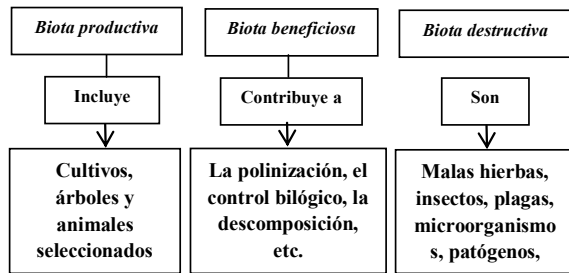 Biota productiva
Biota beneficiosa
Biota destructiva
Incluye
Contribuye a
Son
Cultivos,
árboles y
animales
seleccionados
La polinización, el
control bilógico, la
descomposición,
etc.
Malas hierbas,
insectos, plagas,
microorganismo
s, patógenos,